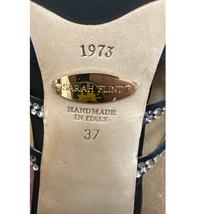 1973
SARAH FLINT
HANDMADE
IN ITALY
37